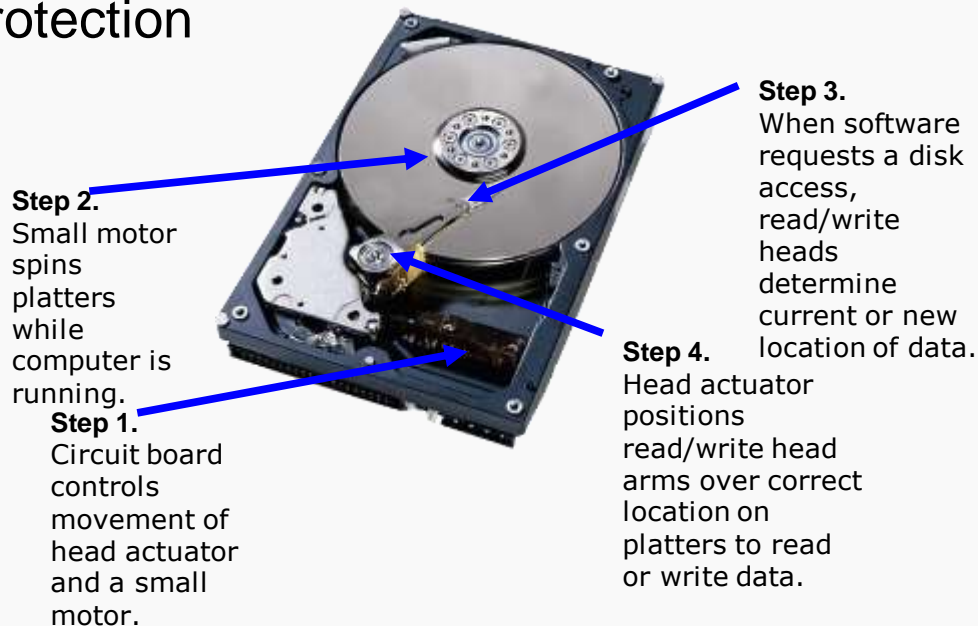 rotection
Step 2.
Small motor
spins
platters
while
computer is
running.
Step 1.
Circuit board
controls
movement of
head actuator
and a small
motor.
Step 3.
When software
requests a disk
access,
read/write
heads
determine
current or new
location of data.
Step 4.
Head actuator
positions
read/write head
arms over correct
location on
platters to read
or write data.